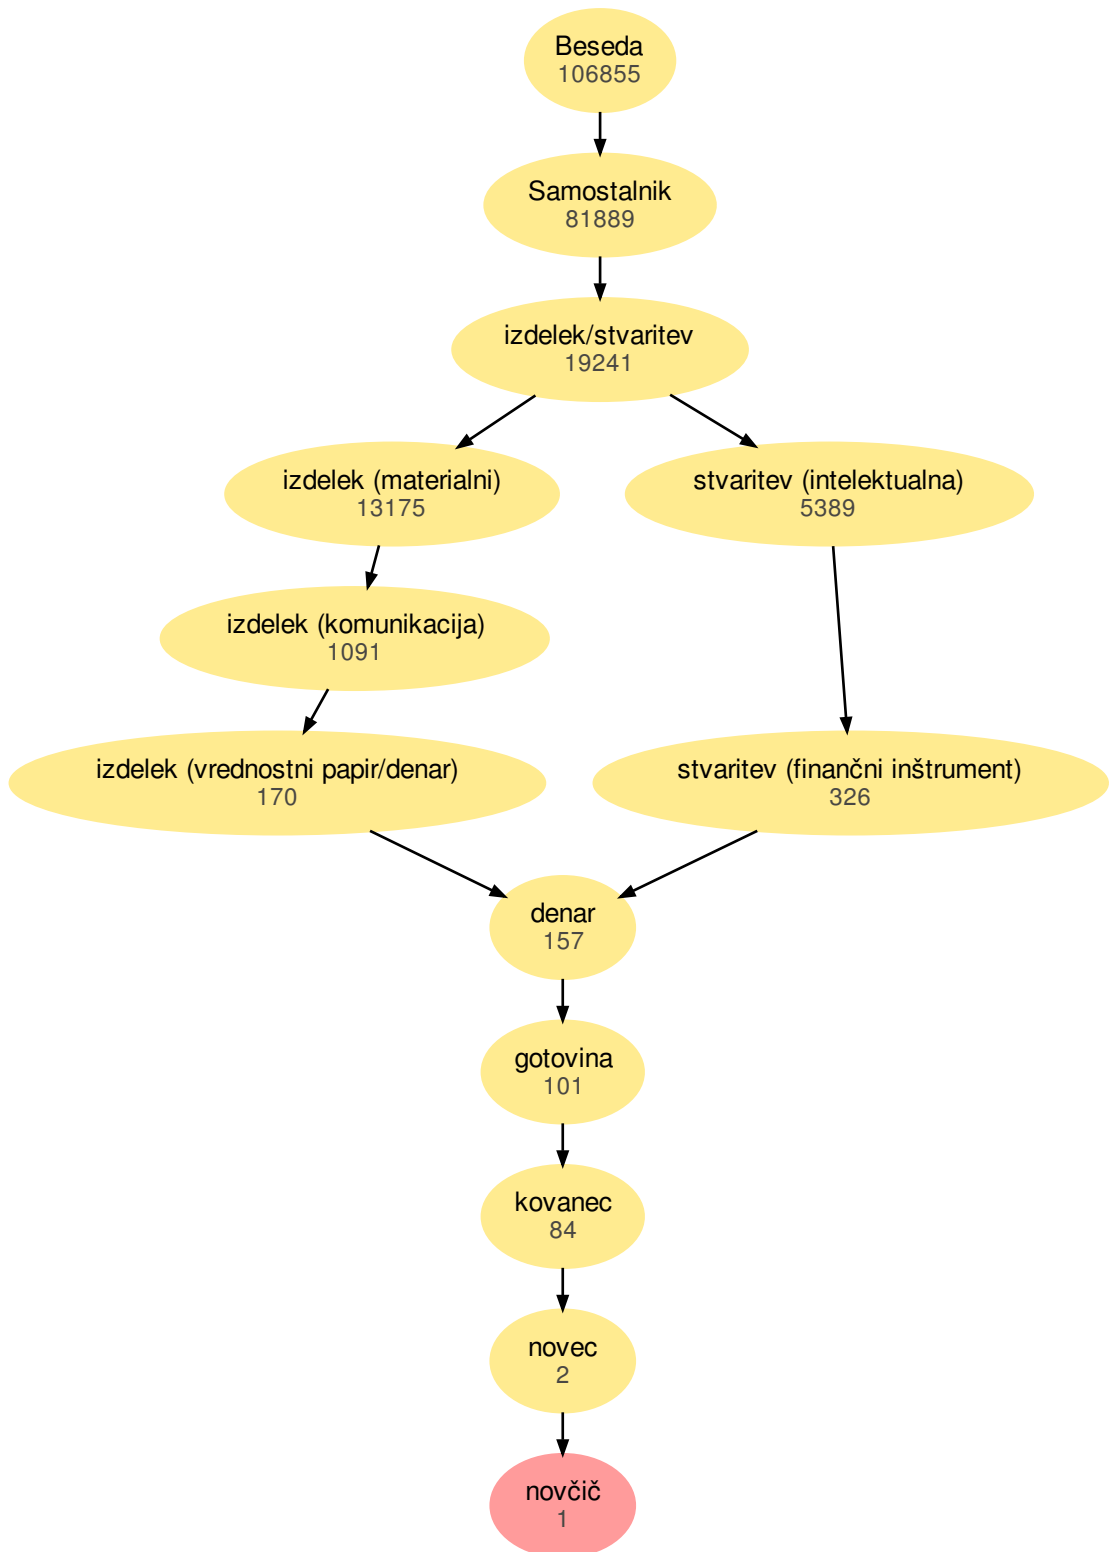 Beseda
106855
Samostalnik
81889
izdelek/stvaritev
19241
izdelek (materialni)
13175
stvaritev (intelektualna)
5389
izdelek (komunikacija)
1091
izdelek (vrednostni papir/denar)
170
stvaritev (finančni inštrument)
326
denar
157
gotovina
101
kovanec
84
novec
2
novčič
1